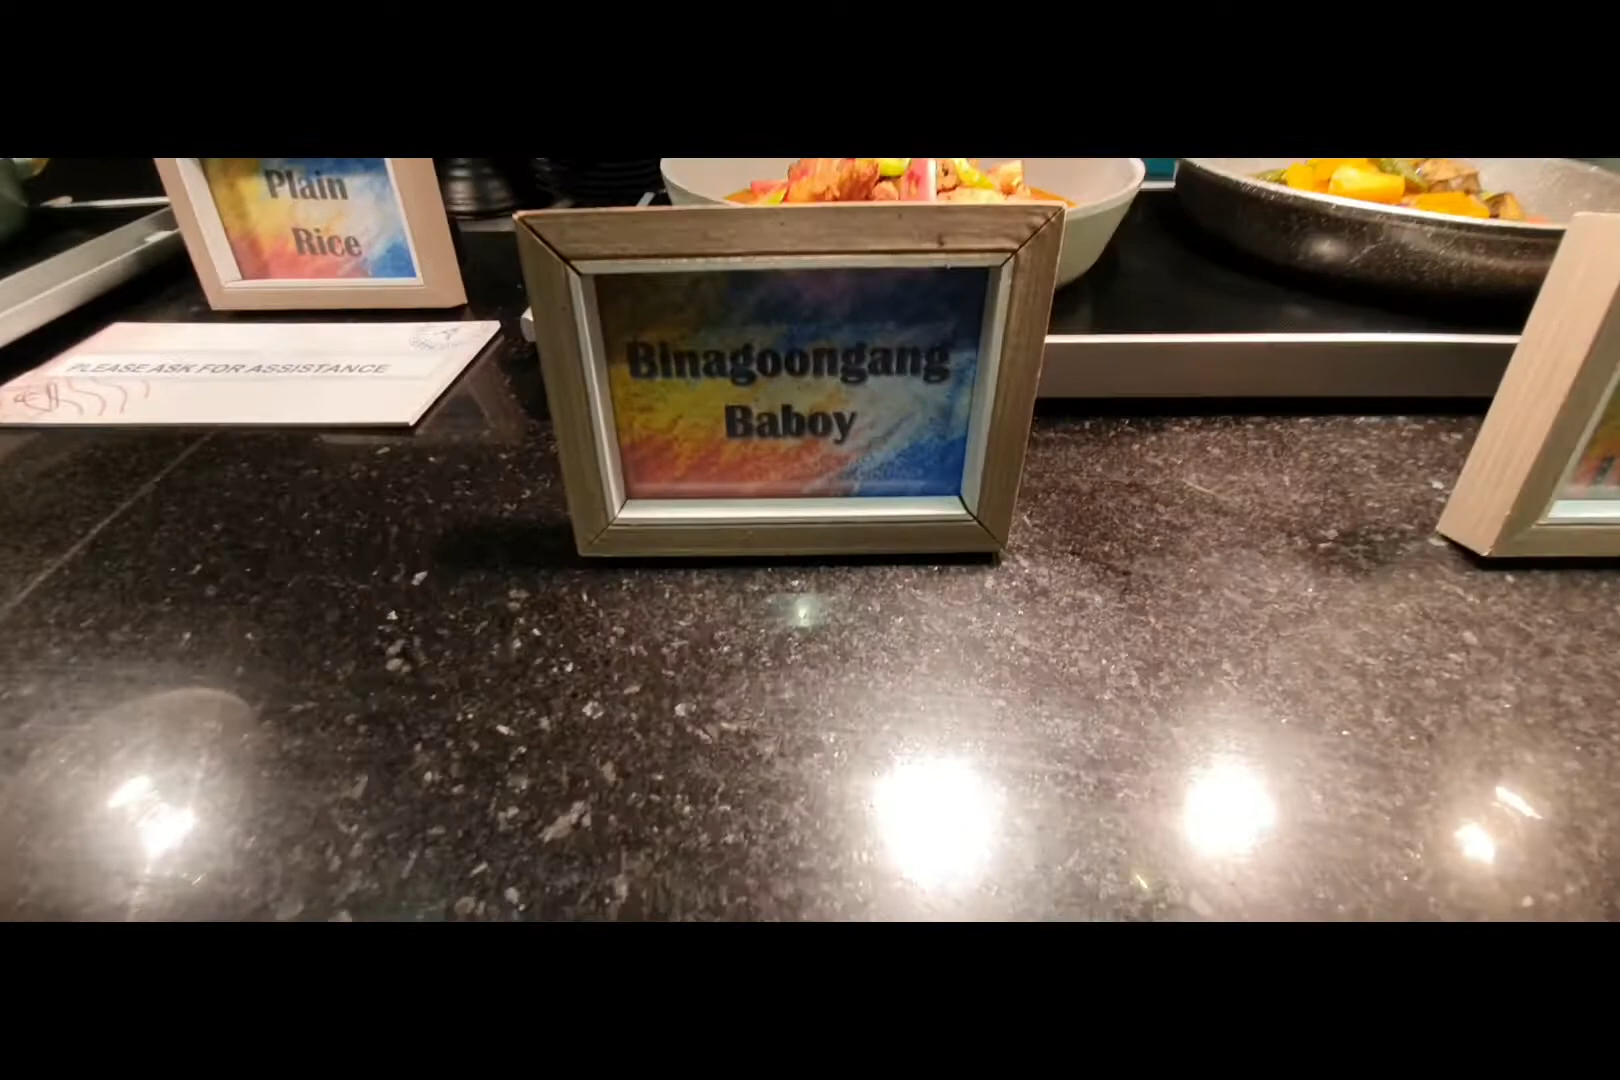 Plain
Rice
PLEASE ASK FOR ASSISTANCE
Binagoongang
Baboy